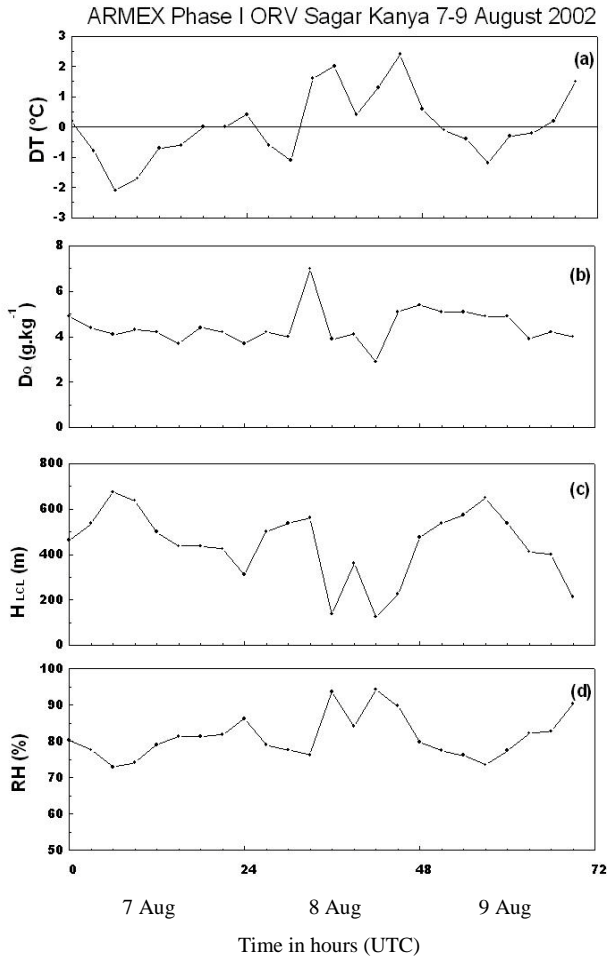 ARMEX Phase I ORV Sagar Kanya 7-9 August 2002
(a)
DT (°C)
3
2
1
0
-1
-2
-3
(b)
DQ (g.kg-1)
8
6
4
2
0
(c)
H LCL (m)
800
600
400
200
0
(d)
RH (%)
100
90
80
70
60
50
0 24 48 72
7 Aug 8 Aug 9 Aug
Time in hours (UTC)